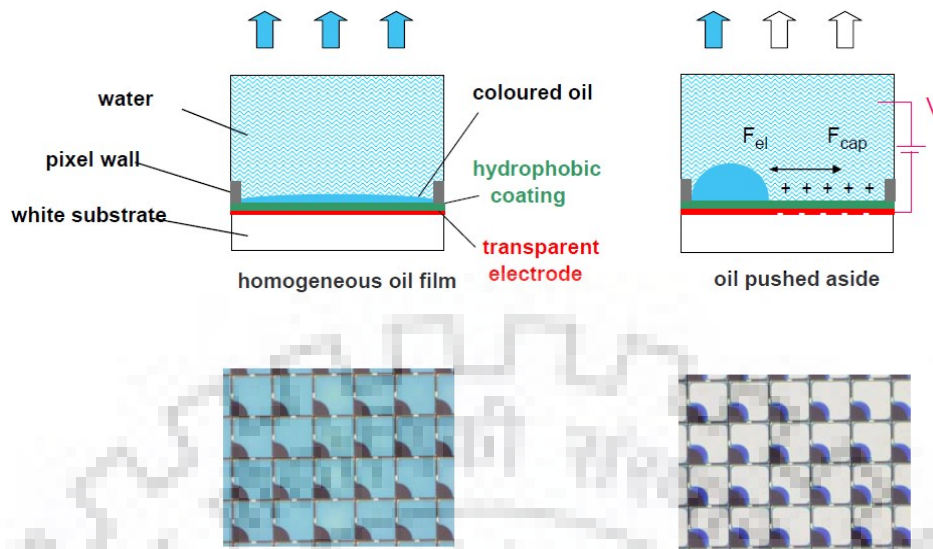 water
coloured oil
pixel wall
hydrophobic
coating
white substrate
transparent
electrode
homogeneous oil film
V
F el
F cap
+ + + + +
oil pushed aside